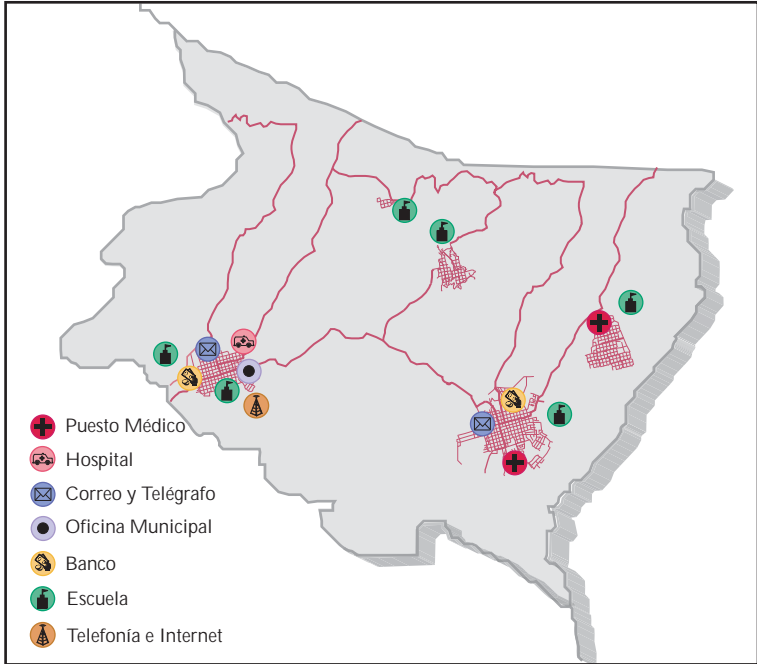 Puesto Médico
Hospital
Correo y Telégrafo
Oficina Municipal
Banco
Escuela
Telefonía e Internet